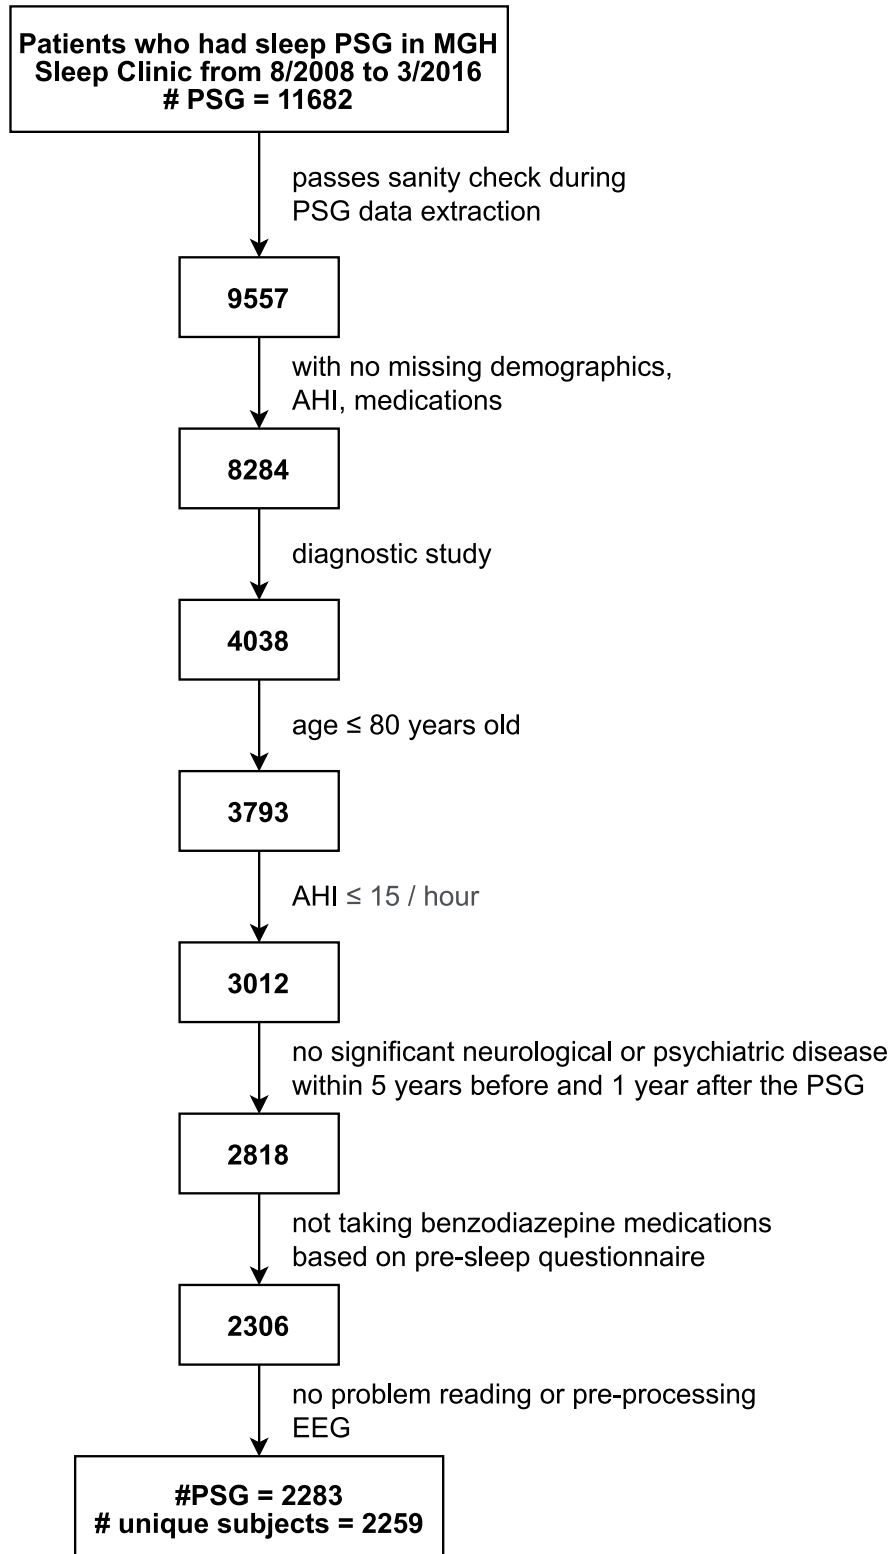 Patients who had sleep PSG in MGH
Sleep Clinic from 8/2008 to 3/2016
# PSG = 11682
passes sanity check during
PSG data extraction
9557
with no missing demographics,
AHI, medications
8284
diagnostic study
4038
age ≤ 80 years old
3793
AHI ≤ 15 / hour
3012
no significant neurological or psychiatric disease
within 5 years before and 1 year after the PSG
2818
not taking benzodiazepine medications
based on pre-sleep questionnaire
2306
no problem reading or pre-processing
EEG
#PSG = 2283
# unique subjects = 2259